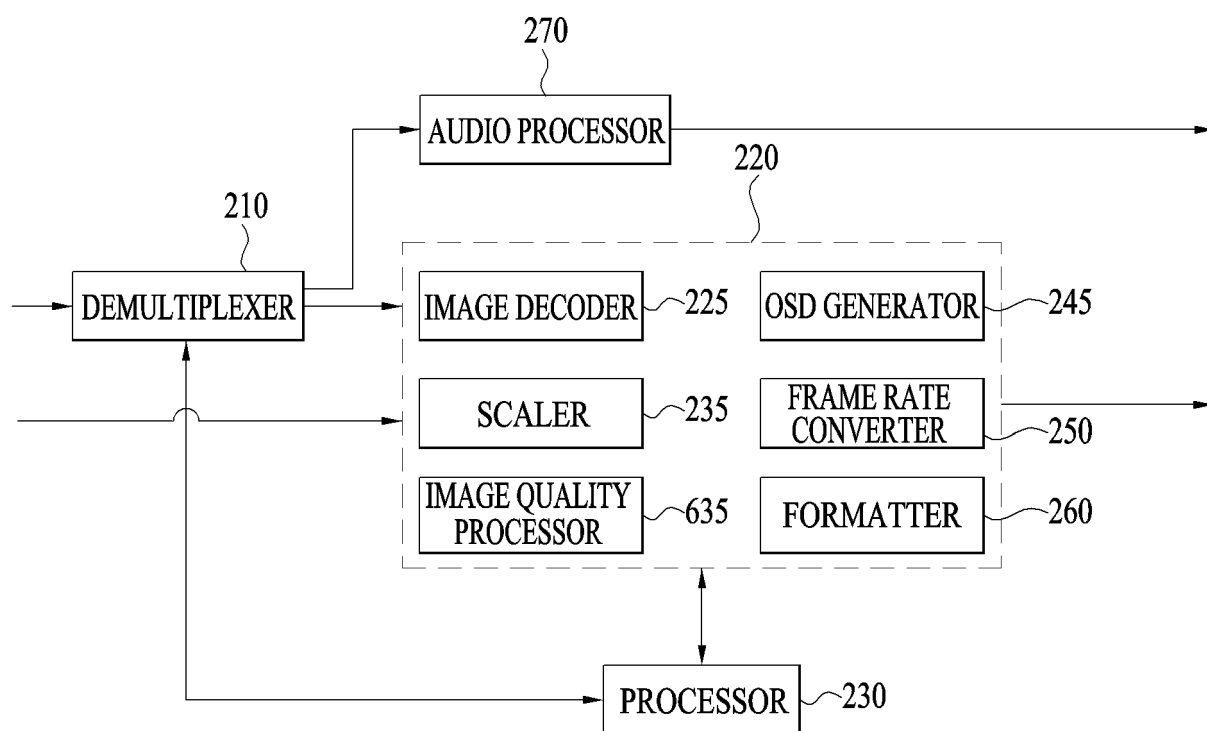 270
AUDIO PROCESSOR
220
210
DEMULTIPLEXER
IMAGE DECODER
225
OSD GENERATOR
245
SCALER
235
FRAME RATE
CONVERTER
250
IMAGE QUALITY
PROCESSOR
635
FORMATTER
260
PROCESSOR
230